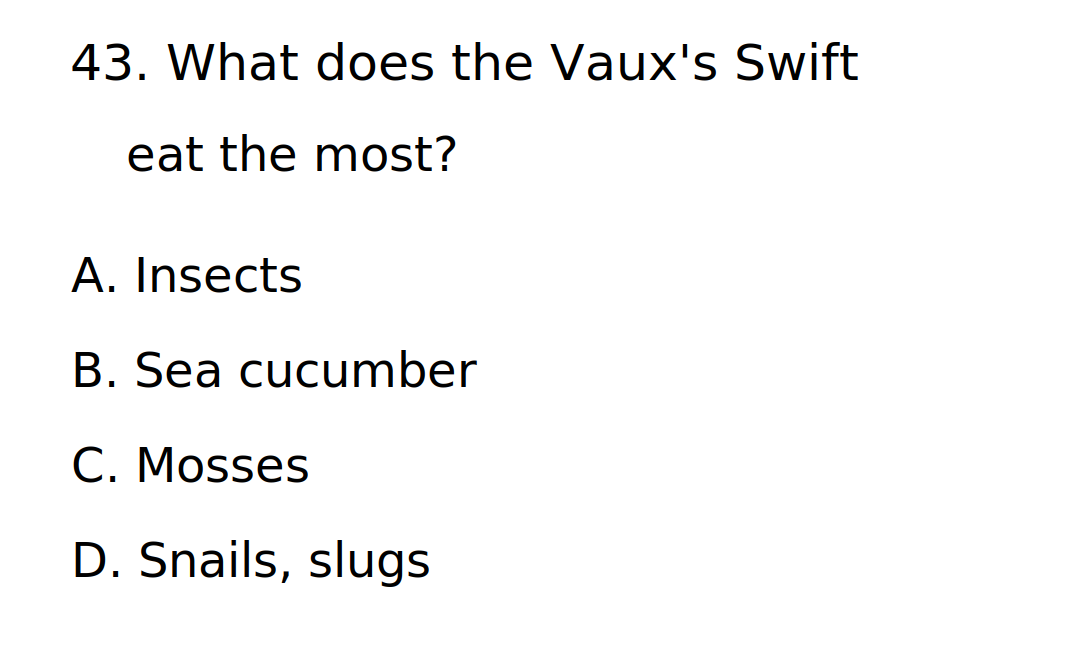 43. What does the Vaux's Swift
eat the most?
A. Insects
B. Sea cucumber
C. Mosses
D. Snails, slugs